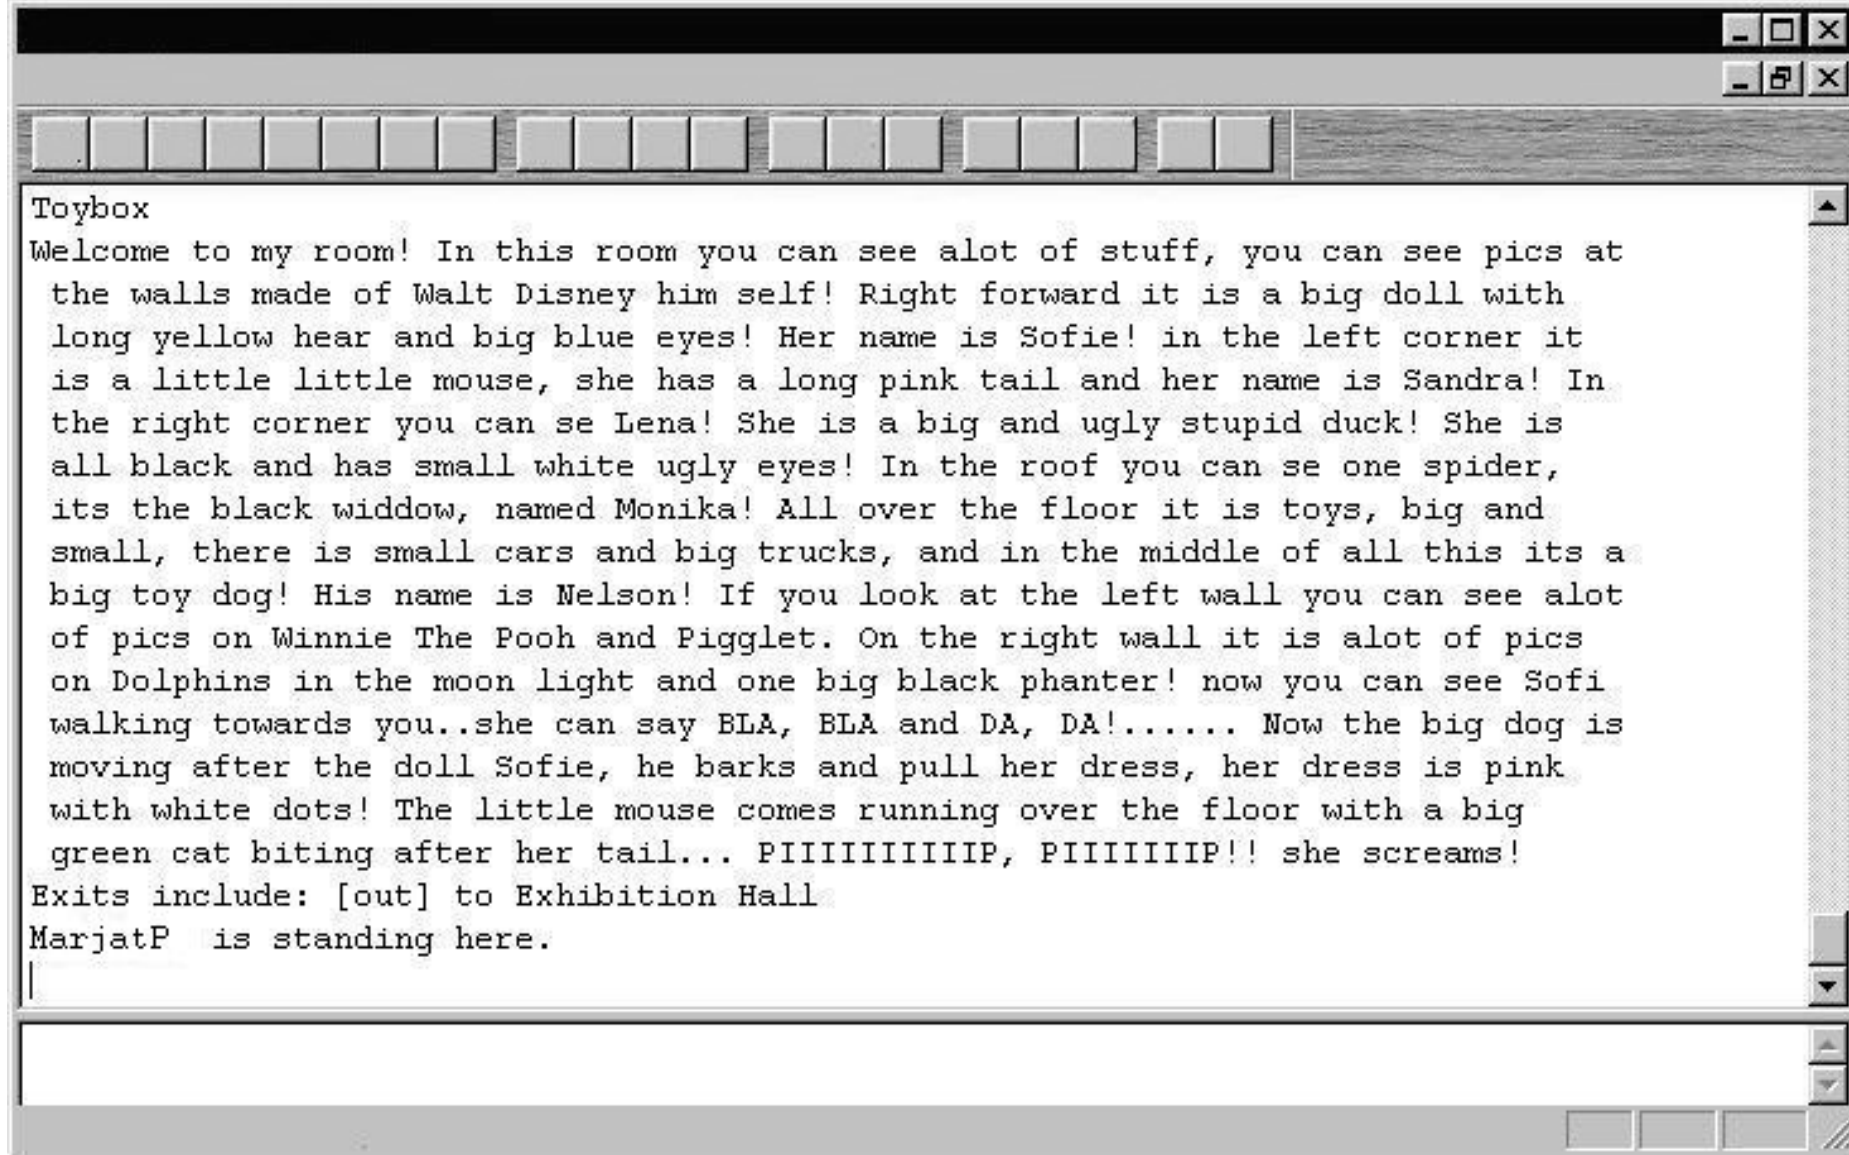 Toybox
Welcome to my room! In this room you can see alot of stuff, you can see pics at
the walls made of Walt Disney him self! Right forward it is a big doll with
long yellow hear and big blue eyes! Her name is Sofie! in the left corner it
is a little little mouse, she has a long pink tail and her name is Sandra! In
the right corner you can se Lena! She is a big and ugly stupid duck! She is
all black and has small white ugly eyes! In the roof you can se one spider,
its the black widdow, named Monika! All over the floor it is toys, big and
small, there is small cars and big trucks, and in the middle of all this its a
big toy dog! His name is Nelson! If you look at the left wall you can see alot
of pics on Winnie The Pooh and Pigglet. On the right wall it is alot of pics
on Dolphins in the moon light and one big black phanter! now you can see Sofi
walking towards you..she can say BLA, BLA and DA, DA!...... Now the big dog is
moving after the doll Sofie, he barks and pull her dress, her dress is pink
with white dots! The little mouse comes running over the floor with a big
green cat biting after her tail... PIIIIIIIIIIP, PIIIIIIIP!! she screams!
Exits include: [out] to Exhibition Hall
MarjatP is standing here.